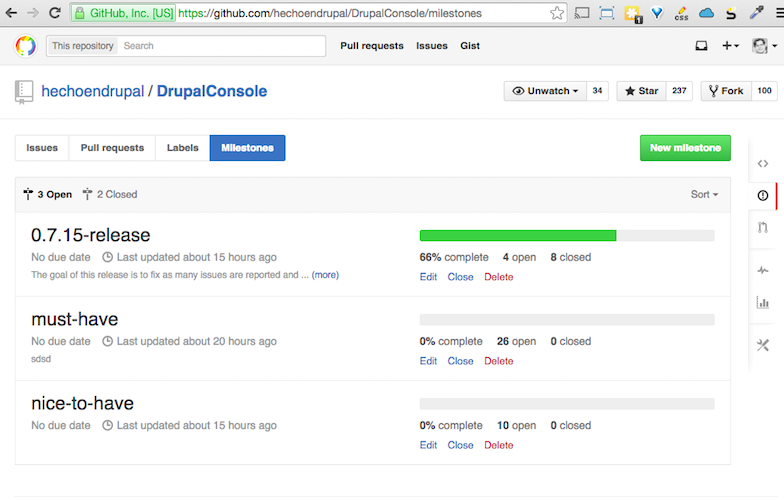 GitHub, Inc. [US] https://github.com/hechoendrupal/DrupalConsole/milestones
1
css
S
This repository Search Pull requests Issues Gist
hechoendrupal / DrupalConsole Unwatch 34 Star 237 Fork 100
Issues Pull requests Labels Milestones New milestone
3 Open 2 Closed Sort
0.7.15-release
No due date Last updated about 15 hours ago
The goal of this release is to fix as many issues are reported and ... (more)
66% complete 4 open 8 closed
Edit Close Delete
must-have
No due date Last updated about 20 hours ago
sdsd
0% complete 26 open 0 closed
Edit Close Delete
nice-to-have
No due date Last updated about 15 hours ago
0% complete 10 open 0 closed
Edit Close Delete